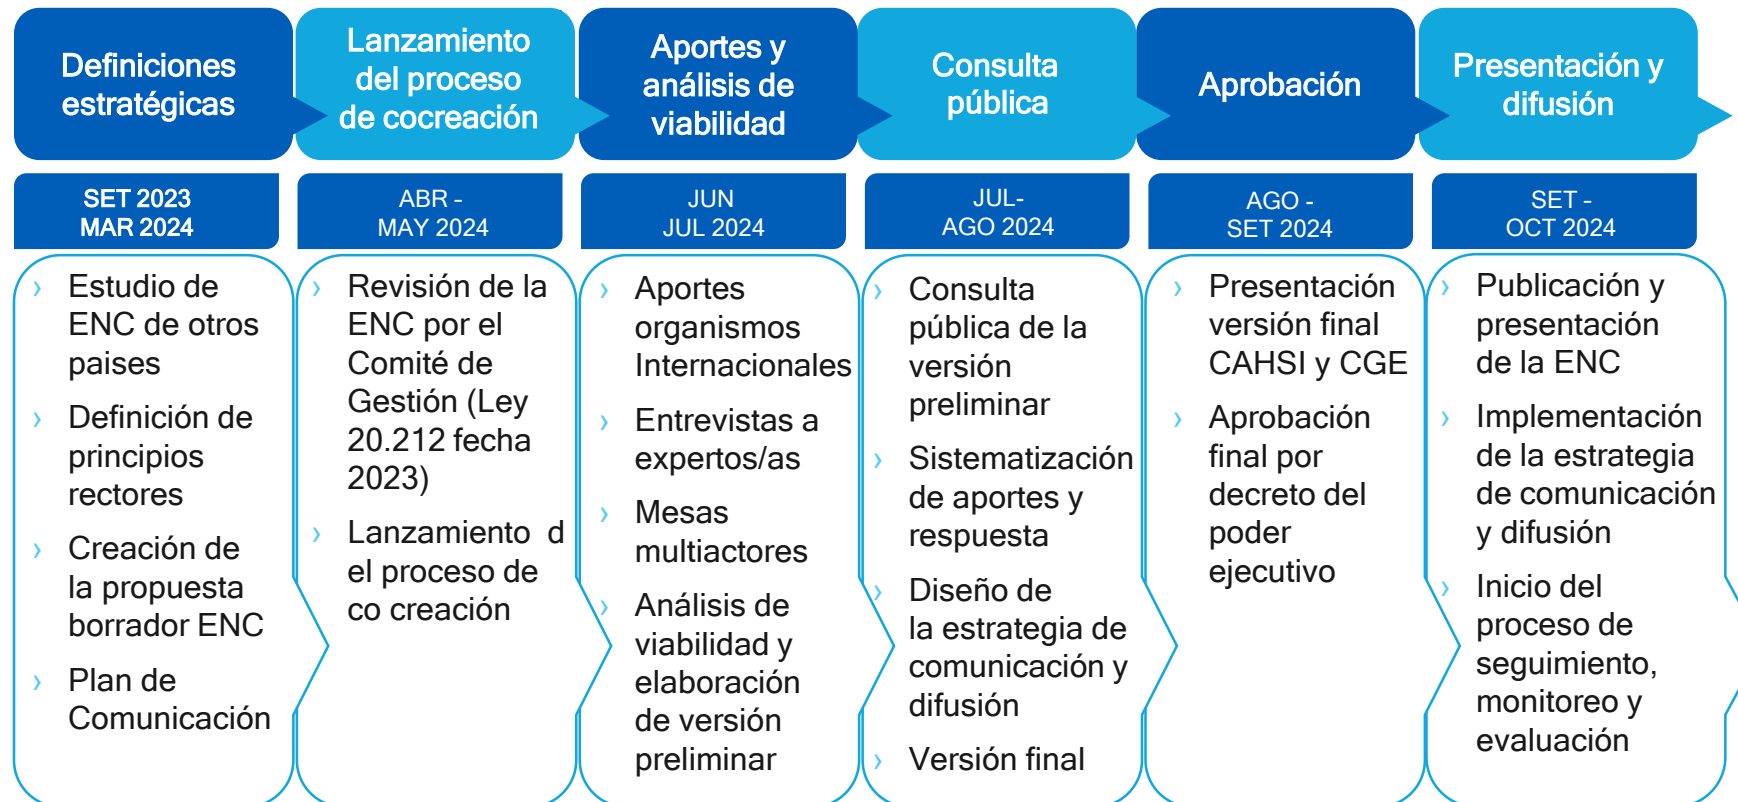 Definiciones
estratégicas
Lanzamiento
del proceso
de cocreación
Aportes y
análisis de
viabilidad
Consulta
pública
Aprobación
Presentación y
difusión
SET 2023
MAR 2024
ABR -
MAY 2024
JUN
JUL 2024
JUL-
AGO 2024
AGO -
SET 2024
SET -
OCT 2024
› Estudio de
ENC de otros
paises
› Definición de
principios
rectores
› Creación de
la propuesta
borrador ENC
› Plan de
Comunicación
› Revisión de la
ENC por el
Comité de
Gestión (Ley
20.212 fecha
2023)
› Lanzamiento d
el proceso de
co creación
› Aportes
organismos
Internacionales
› Entrevistas a
expertos/as
› Mesas
multiactores
› Análisis de
viabilidad y
elaboración
de versión
preliminar
› Consulta
pública de la
versión
preliminar
› Sistematización
de aportes y
respuesta
› Diseño de
la estrategia de
comunicación y
difusión
› Versión final
› Presentación
versión final
CAHSI y CGE
› Aprobación
final por
decreto del
poder
ejecutivo
› Publicación y
presentación
de la ENC
› Implementación
de la estrategia
de comunicación
y difusión
› Inicio del
proceso de
seguimiento,
monitoreo y
evaluación